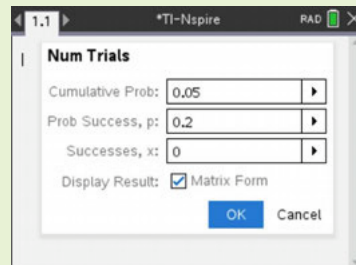 1.1 *TI-Nspire RAD
Num Trials
Cumulative Prob: 0.05
Prob Success, p: 0.2
Successes, x: 0
Display Result: Matrix Form
OK Cancel